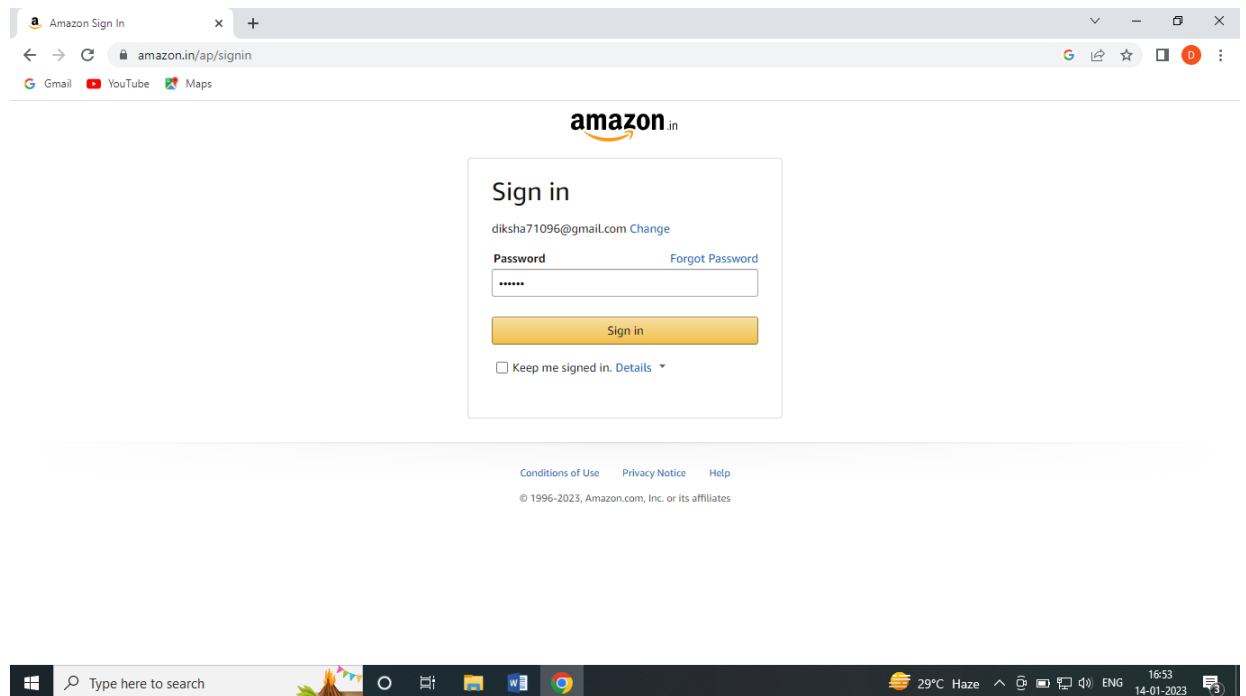 Amazon Sign In
amazon.in/ap/signin
Gmail YouTube Maps
amazon.in
Sign in
diksha71096@gmail.com Change
Password Forgot Password
••••••
Sign in
Keep me signed in. Details
Conditions of Use Privacy Notice Help
© 1996-2023, Amazon.com, Inc. or its affiliates
Type here to search
29°C Haze ENG 16:53
14-01-2023